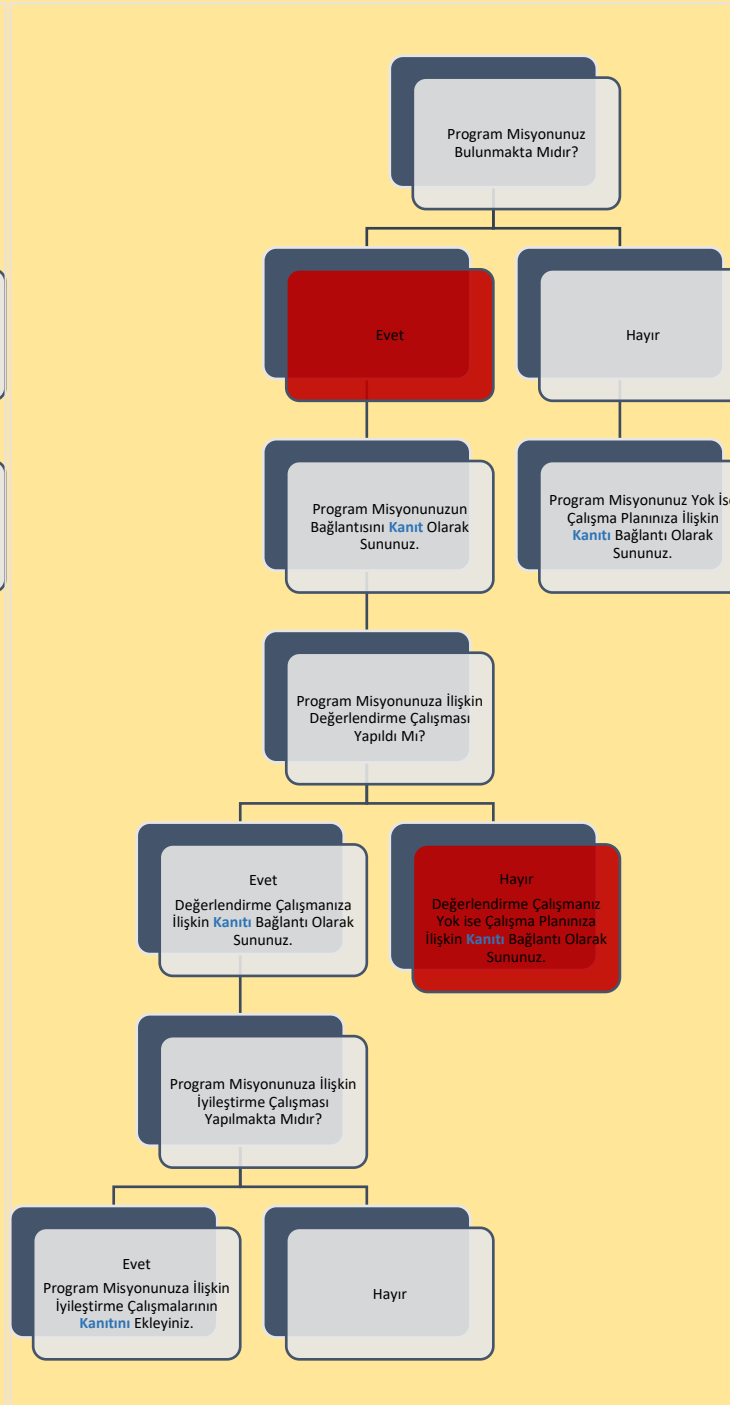 Program Misyonunuz
Bulunmakta Mıdır?
Evet
Hayır
Program Misyonunuzun
Bağlantısını Kanıt Olarak
Sununuz.
Program Misyonunuz Yok İse
Çalışma Planınıza İlişkin
Kanıtı Bağlantı Olarak
Sununuz.
Program Misyonunuza İlişkin
Değerlendirme Çalışması
Yapıldı Mı?
Evet
Değerlendirme Çalışmanıza
İlişkin Kanıtı Bağlantı Olarak
Sununuz.
Hayır
Değerlendirme Çalışmanız
Yok ise Çalışma Planınıza
İlişkin Kanıtı Bağlantı Olarak
Sununuz.
Program Misyonunuza İlişkin
İyileştirme Çalışması
Yapılmakta Mıdır?
Evet
Program Misyonunuza İlişkin
İyileştirme Çalışmalarının
Kanıtını Ekleyiniz.
Hayır